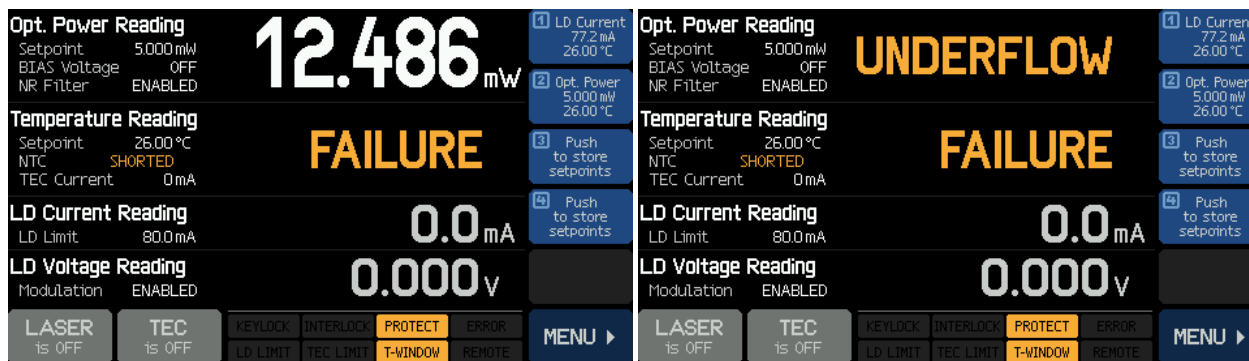 Opt. Power Reading
Setpoint 5.000 mW
BIAS Voltage OFF
NR Filter ENABLED
12.486 mW
Temperature Reading
Setpoint 26.00 °C
NTC SHORTED
TEC Current 0 mA
FAILURE
LD Current Reading
LD Limit 80.0 mA
0.0 mA
LD Voltage Reading
Modulation ENABLED
0.000 V
1 LD Current
77.2 mA
26.00 °C
2 Opt. Power
5.000 mW
26.00 °C
3 Push
to store
setpoints
4 Push
to store
setpoints
LASER
is OFF
TEC
is OFF
KEYLOCK INTERLOCK PROTECT ERROR
LD LIMIT TEC LIMIT T-WINDOW REMOTE
MENU
Opt. Power Reading
Setpoint 5.000 mW
BIAS Voltage OFF
NR Filter ENABLED
UNDERFLOW
Temperature Reading
Setpoint 26.00 °C
NTC SHORTED
TEC Current 0 mA
FAILURE
LD Current Reading
LD Limit 80.0 mA
0.0 mA
LD Voltage Reading
Modulation ENABLED
0.000 V
1 LD Curren
77.2 mA
26.00 °C
2 Opt. Power
5.000 mW
26.00 °C
3 Push
to store
setpoints
4 Push
to store
setpoints
LASER
is OFF
TEC
is OFF
KEYLOCK INTERLOCK PROTECT ERROR
LD LIMIT TEC LIMIT T-WINDOW REMOTE
MENU